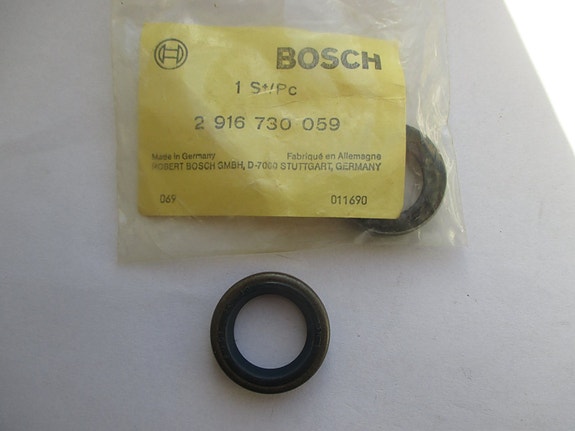 BOSCH
1 St/Pc
2 916 730 059
Made in Germany Fabriqué en Allemagne
ROBERT BOSCH GMBH, D-7000 STUTTGART, GERMANY
069 011690